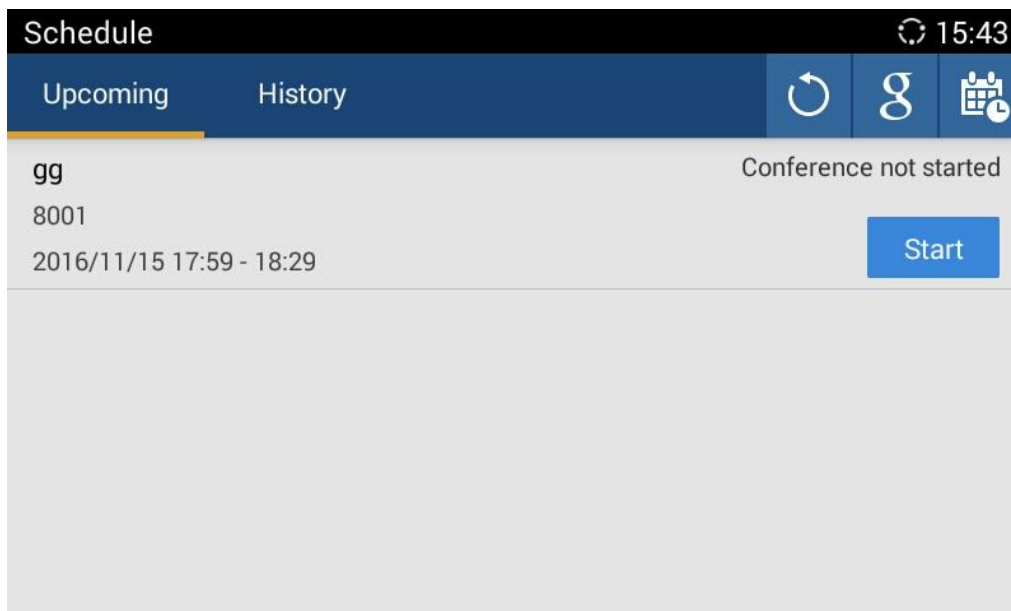 Schedule 15:43
Upcoming History g
gg Conference not started
8001
2016/11/15 17:59 - 18:29
Start